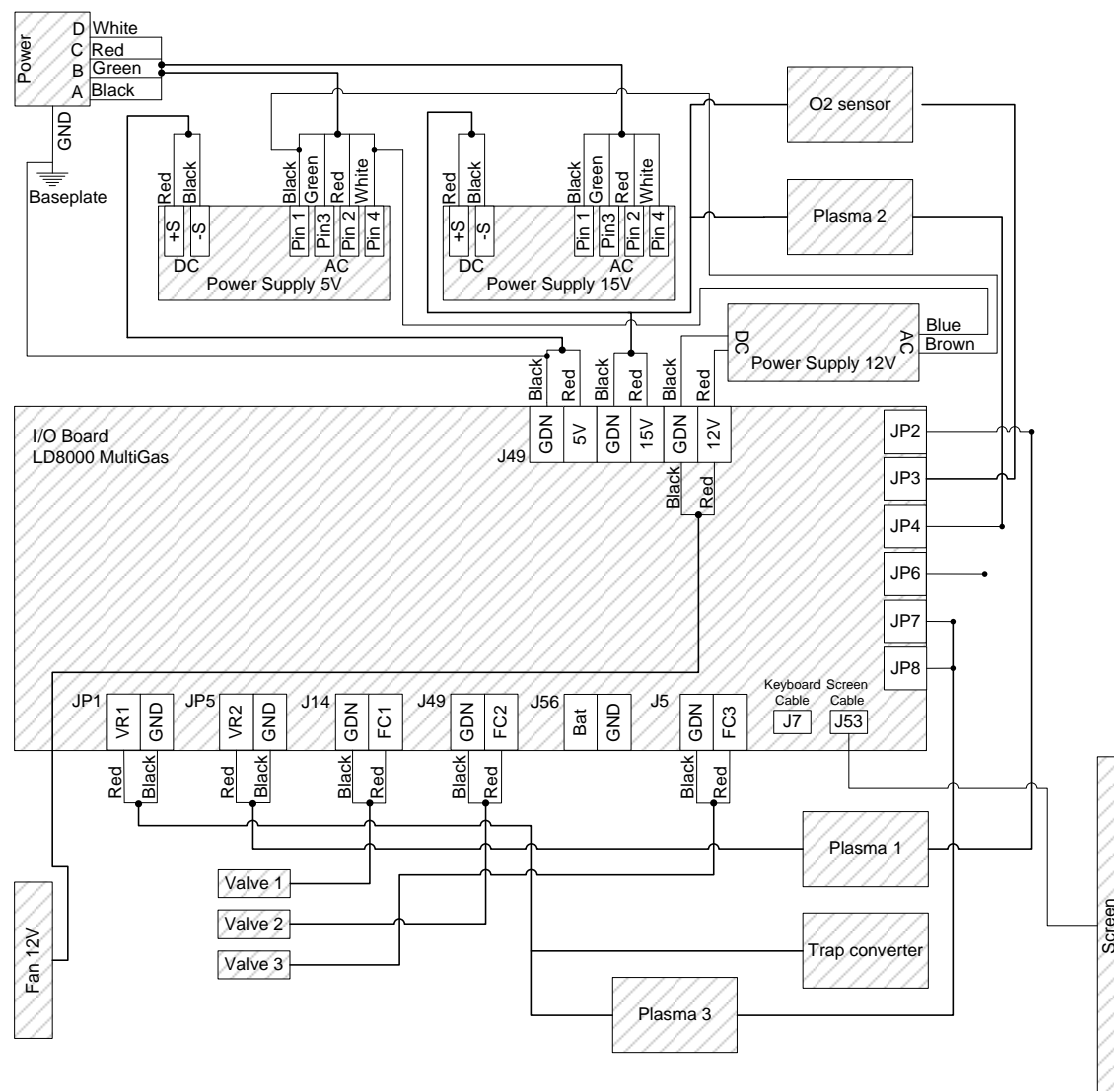 Power
D White
C Red
B Green
A Black
GND
Baseplate
Red
Black
+S
-S
DC
Black
Green
Red
White
Pin 1
Pin3
Pin 2
Pin 4
AC
Power Supply 5V
Red
Black
+S
-S
DC
Black
Green
Red
White
Pin 1
Pin3
Pin 2
Pin 4
AC
Power Supply 15V
O2 sensor
Plasma 2
DC
AC
Power Supply 12V
Blue
Brown
Black
Red
Black
Red
Black
Red
I/O Board
LD8000 MultiGas
J49
GDN
5V
GDN
15V
GDN
12V
Black
Red
JP2
JP3
JP4
JP6
JP7
JP8
JP1
VR1
GND
JP5
VR2
GND
J14
GDN
FC1
J49
GDN
FC2
J56
Bat
GND
J5
GDN
FC3
Keyboard
Cable
J7
Screen
Cable
J53
Red
Black
Red
Black
Black
Red
Black
Red
Black
Red
Plasma 1
Valve 1
Valve 2
Valve 3
Fan 12V
Trap converter
Plasma 3
Screen